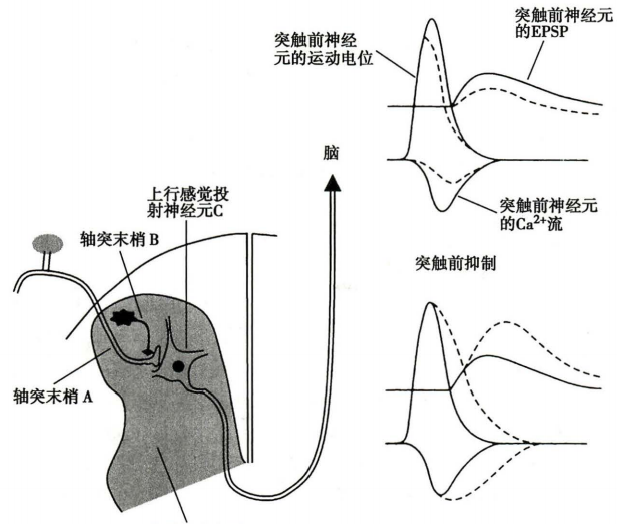 突触前神经
元的运动电位
突触前神经元
的EPSP
突触前神经元
的Ca²⁺流
突触前抑制
脑
上行感觉投
射神经元C
轴突末梢 B
轴突末梢 A